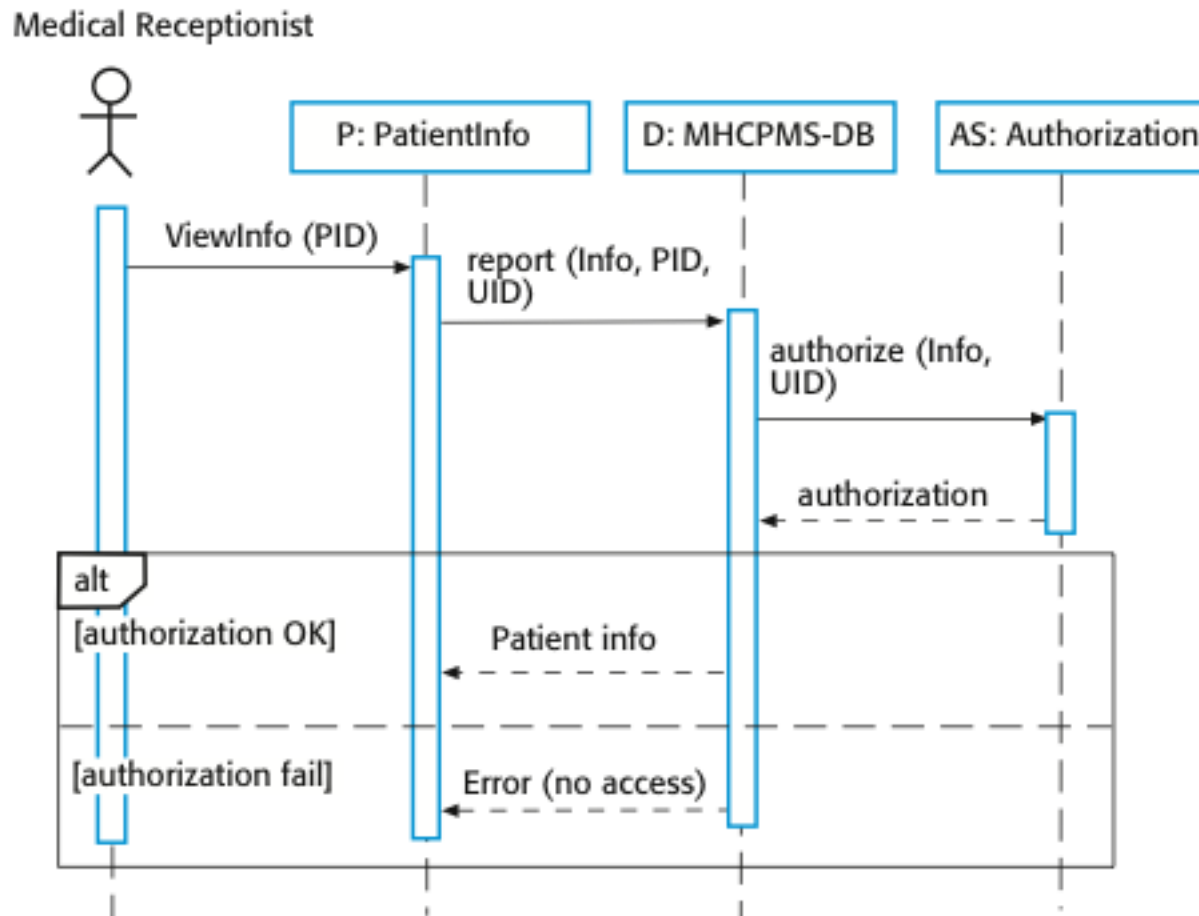 Medical Receptionist
P: PatientInfo
D: MHCPMS-DB
AS: Authorization
ViewInfo (PID)
report (Info, PID,
UID)
authorize (Info,
UID)
authorization
alt
[authorization OK]
Patient info
[authorization fail]
Error (no access)